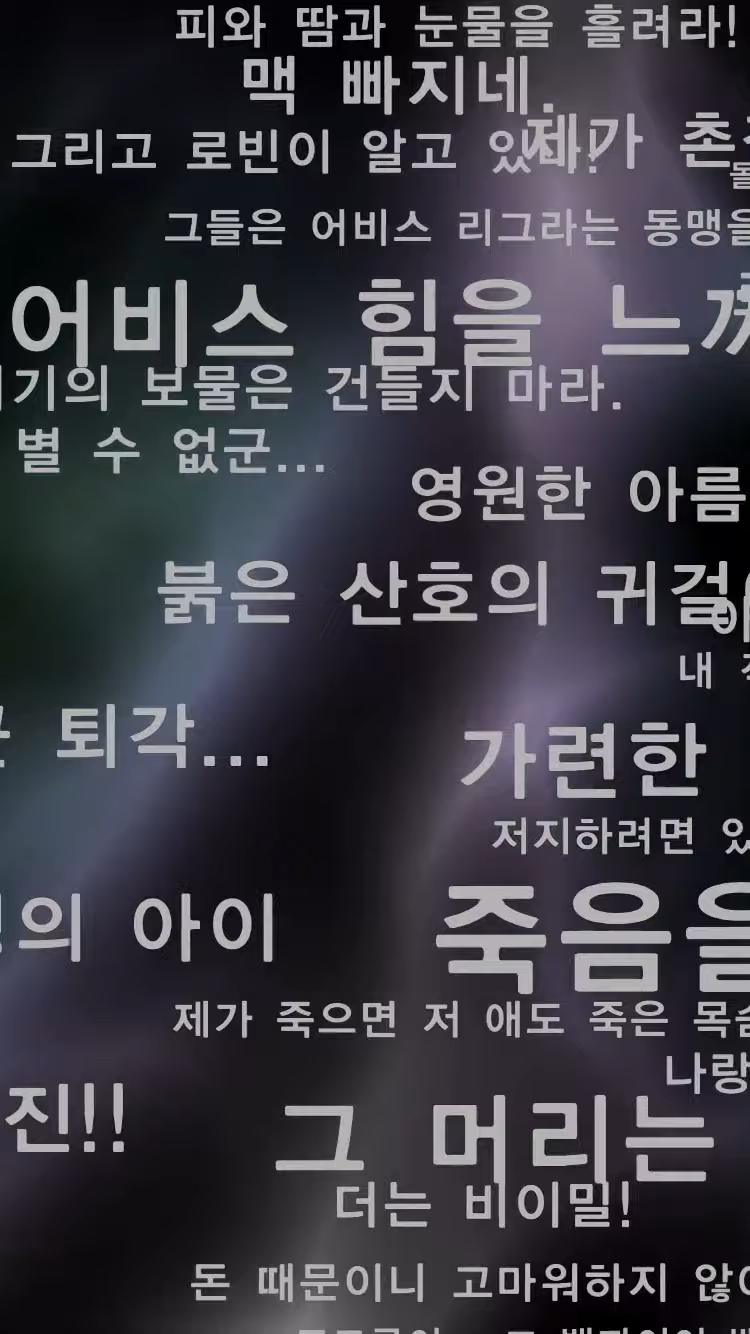 피와 땀과 눈물을 흘려라!
맥 빠지네.
제가
그리고 로빈이 알고 있다!
그들은 어비스 리그라는 동맹을
어비스 힘을
보물은 건들지 마라.
별 수 없군...
영원한 아름
붉은 산호의 귀걸
내
퇴각...
가련한
저지하려면
의 아이
죽음을
제가 죽으면 저 애도 죽은 목숨
나랑
진!!
그 머리는
더는 비이밀!
돈 때문이니 고마워하지